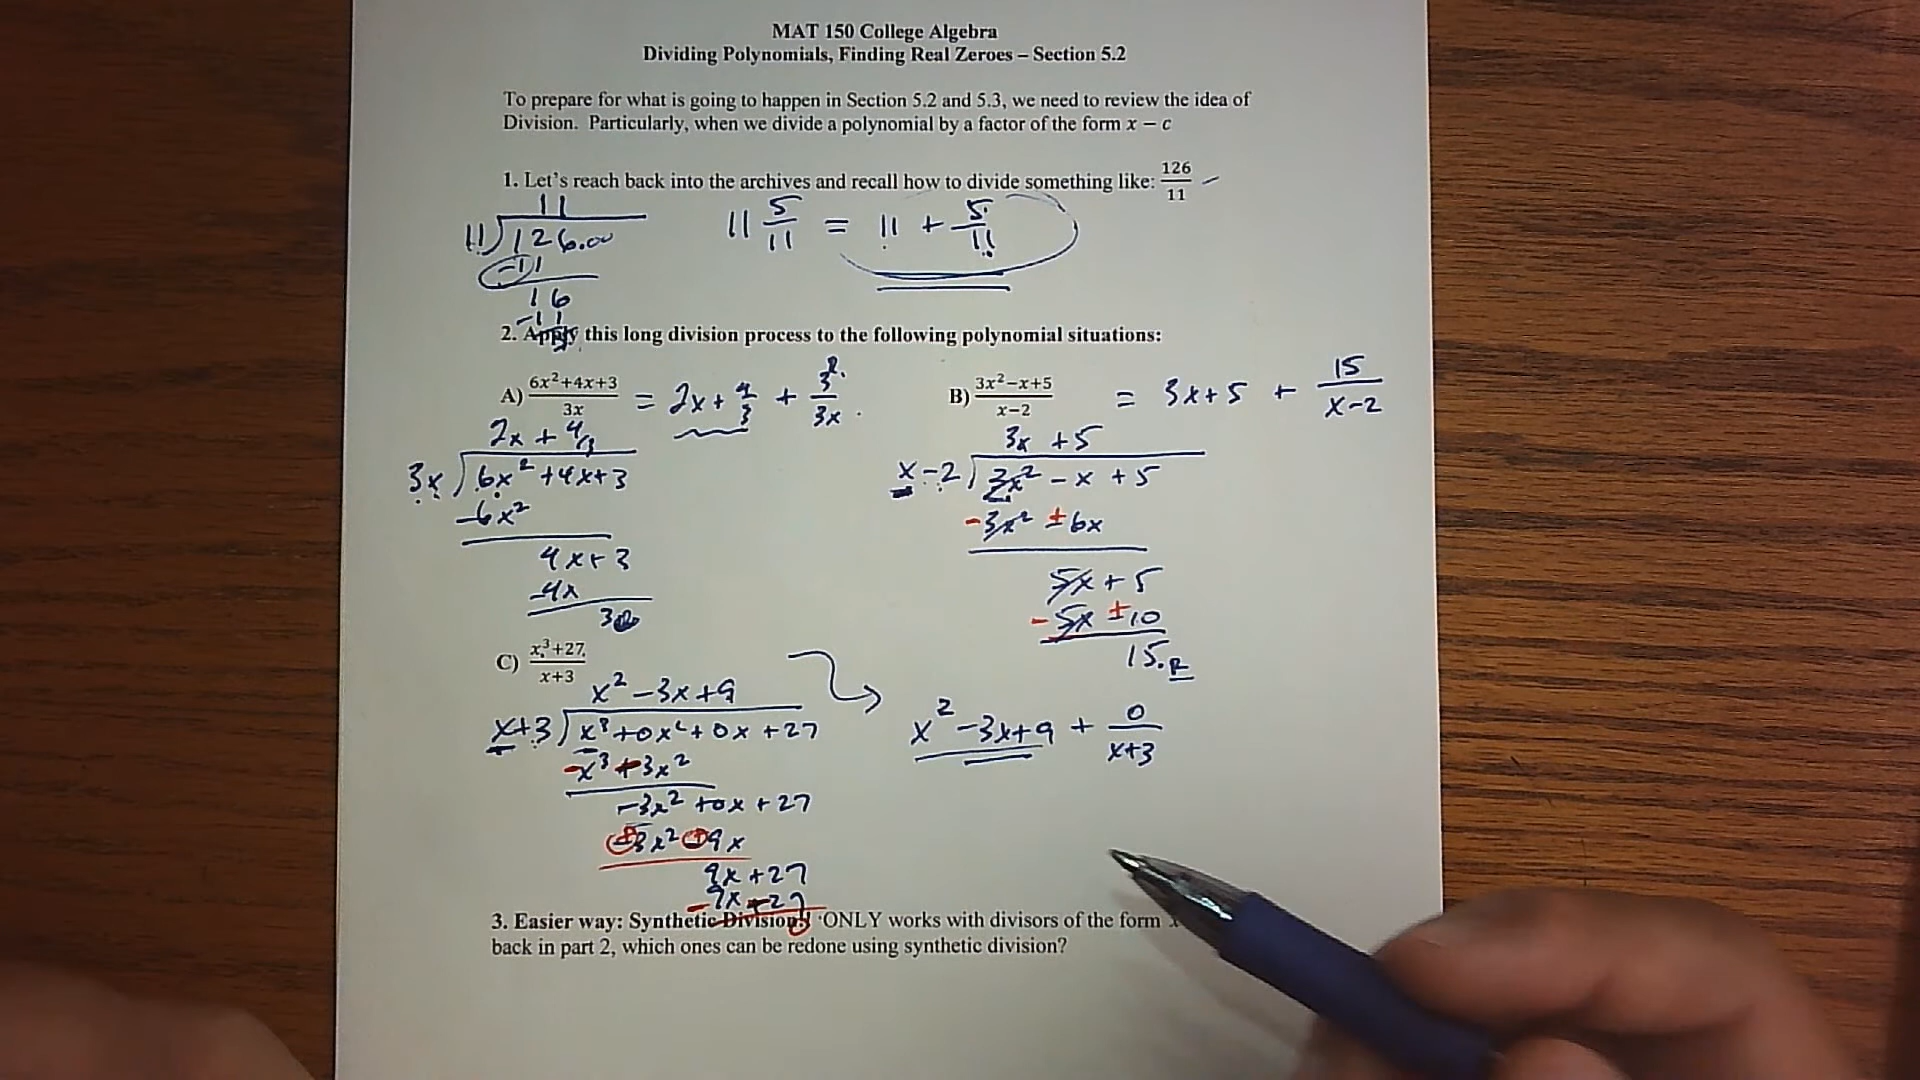 MAT 150 College Algebra
Dividing Polynomials, Finding Real Zeroes – Section 5.2
To prepare for what is going to happen in Section 5.2 and 5.3, we need to review the idea of
Division. Particularly, when we divide a polynomial by a factor of the form x − c
1. Let's reach back into the archives and recall how to divide something like: 126/11
11
11)126.00
11 5/11 = 11 + 5/11
-11
16
-11
5
2. Apply this long division process to the following polynomial situations:
A) 6x²+4x+3 / 3x = 2x + 4/3 + 3/3x
2x + 4/3
3x)6x² +4x+3
-6x²
4x+3
-4x
3
B) 3x²−x+5 / x−2 = 3x+5 + 15/x-2
3x +5
x-2)3x² - x + 5
-3x² ± 6x
5x + 5
-5x ± 10
15. R
C) x³+27 / x+3
x² -3x+9
x+3)x³+0x²+0x+27
-x³ +3x²
-3x² +0x +27
3x² 9x
9x +27
-9x -27
x² -3x+9 + 0/x+3
3. Easier way: Synthetic Division! ONLY works with divisors of the form x
back in part 2, which ones can be redone using synthetic division?